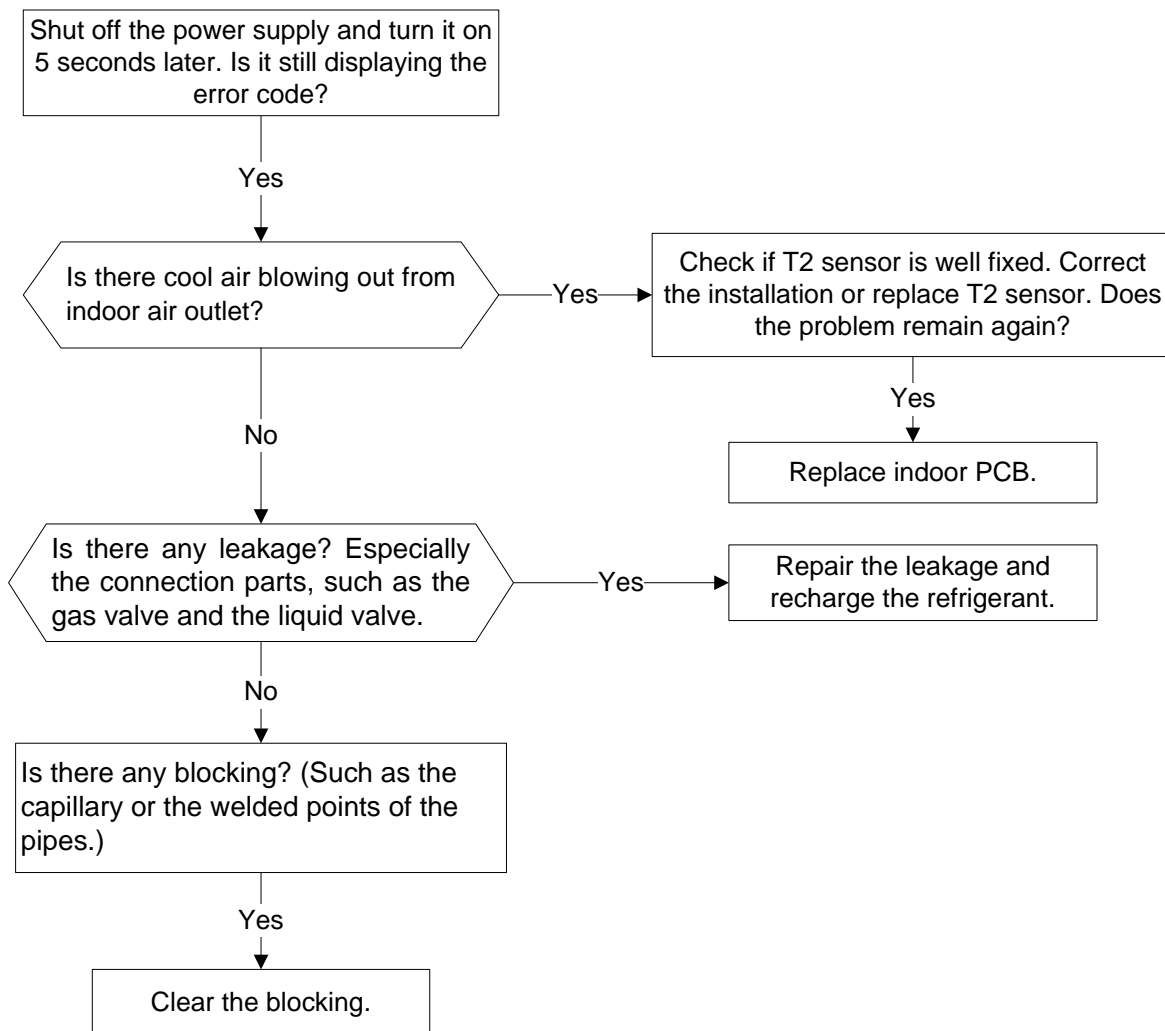 Shut off the power supply and turn it on
5 seconds later. Is it still displaying the
error code?
Yes
Is there cool air blowing out from
indoor air outlet?
Yes
Check if T2 sensor is well fixed. Correct
the installation or replace T2 sensor. Does
the problem remain again?
Yes
Replace indoor PCB.
No
Is there any leakage? Especially
the connection parts, such as the
gas valve and the liquid valve.
Yes
Repair the leakage and
recharge the refrigerant.
No
Is there any blocking? (Such as the
capillary or the welded points of the
pipes.)
Yes
Clear the blocking.